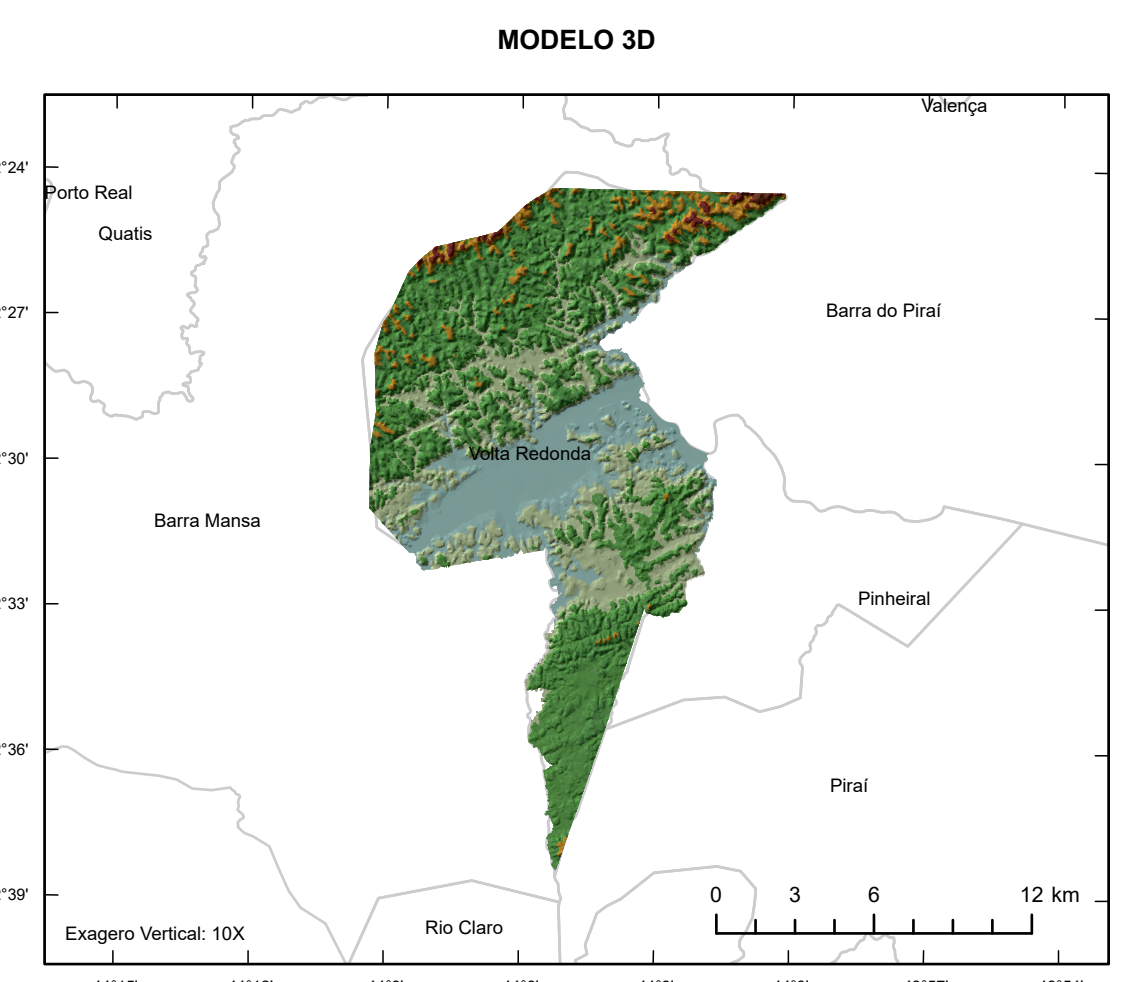 MODELO 3D
Valença
°24'
Porto Real
Quatis
°27'
Barra do Piraí
°30'
Volta Redonda
Barra Mansa
°33'
Pinheiral
°36'
Piraí
°39'
0 3 6 12 km
Rio Claro
Exagero Vertical: 10X